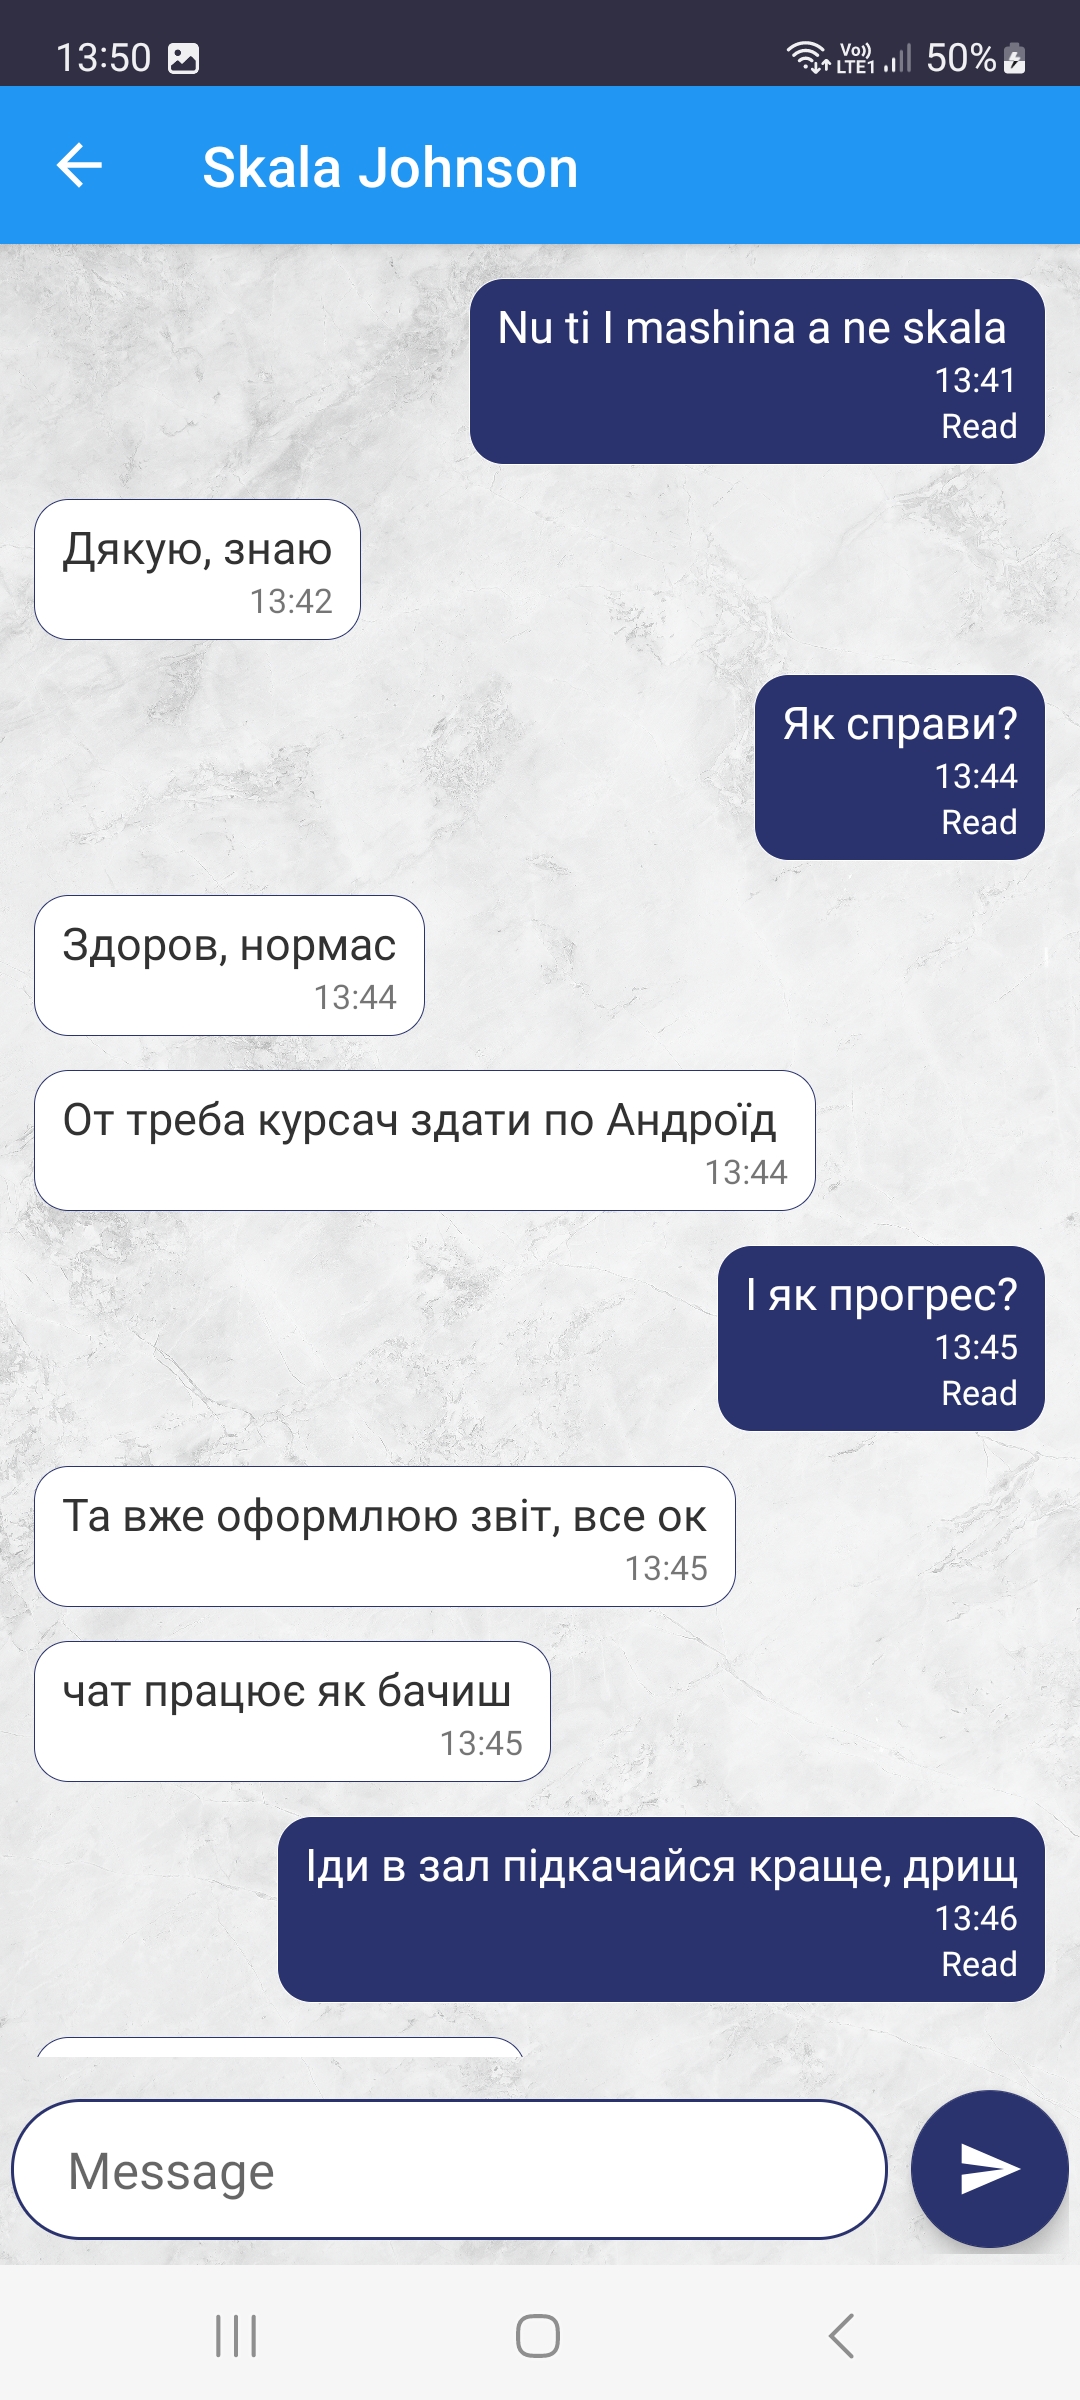 13:50
Vo)) LTE1 50%
Skala Johnson
Nu ti I mashina a ne skala
13:41
Read
Дякую, знаю
13:42
Як справи?
13:44
Read
Здоров, нормас
13:44
От треба курсач здати по Андроїд
13:44
І як прогрес?
13:45
Read
Та вже оформлюю звіт, все ок
13:45
чат працює як бачиш
13:45
Іди в зал підкачайся краще, дрищ
13:46
Read
Message